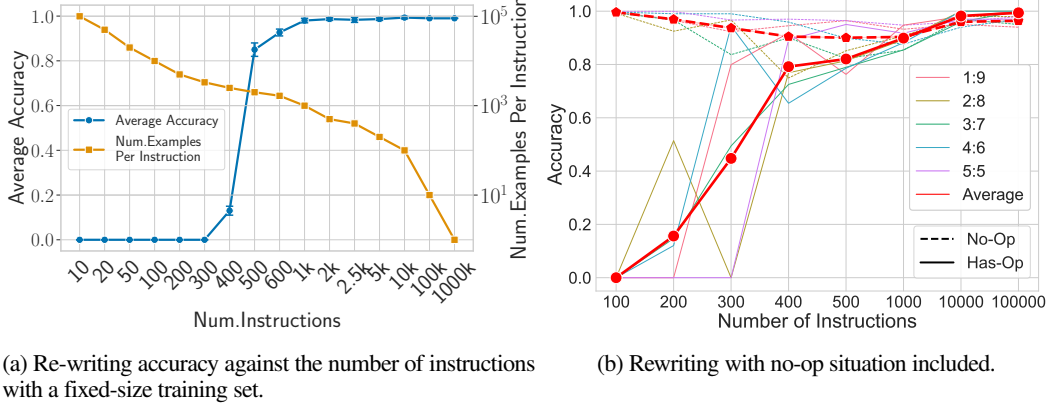 1.0
0.8
0.6
0.4
0.2
0.0
Average Accuracy
Average Accuracy
Num.Examples
Per Instruction
10^5
10^3
10^1
Num.Examples Per Instruction
10
20
50
100
200
300
400
500
600
1k
2k
2.5k
5k
10k
100k
1000k
Num.Instructions
1.0
0.8
0.6
0.4
0.2
0.0
Accuracy
1:9
2:8
3:7
4:6
5:5
Average
No-Op
Has-Op
100
200
300
400
500
1000
10000
100000
Number of Instructions
(a) Re-writing accuracy against the number of instructions
with a fixed-size training set.
(b) Rewriting with no-op situation included.